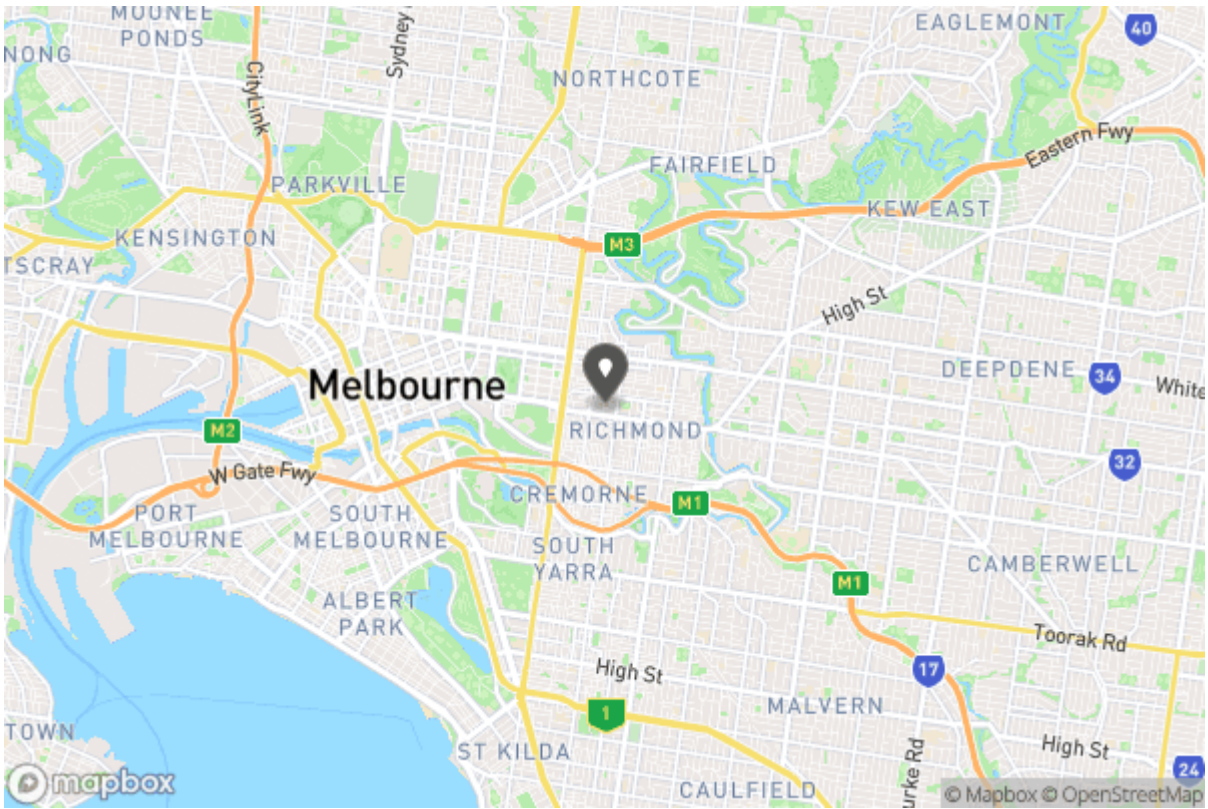 MOONEE
PONDS
NONG
CityLink
Sydney
EAGLEMONT
40
NORTHCOTE
Eastern Fwy
FAIRFIELD
PARKVILLE
KEW EAST
KENSINGTON
M3
TSCRAY
High St
Melbourne
DEEPDENE
34
White
M2
RICHMOND
32
W Gate Fwy
CREMORNE
M1
PORT
MELBOURNE
SOUTH
MELBOURNE
SOUTH
YARRA
CAMBERWELL
M1
ALBERT
PARK
Toorak Rd
High St
17
MALVERN
1
TOWN
ST KILDA
urke Rd
High St
24
CAULFIELD
mapbox
© Mapbox © OpenStreetMap